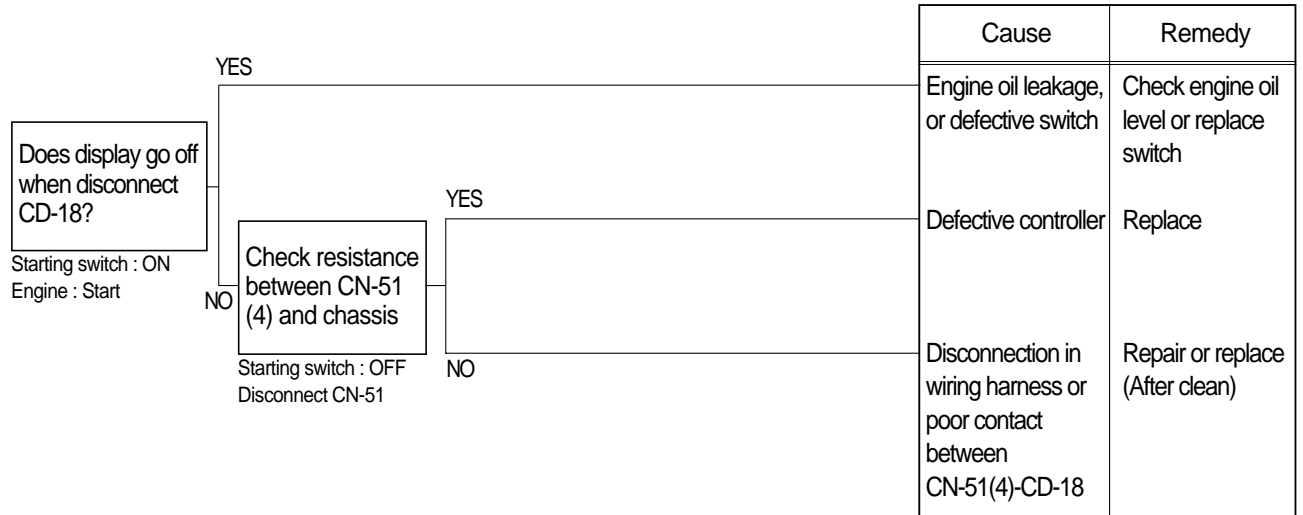 Cause
Remedy
YES
Engine oil leakage,
or defective switch
Check engine oil
level or replace
switch
Does display go off
when disconnect
CD-18?
Starting switch : ON
Engine : Start
YES
Defective controller
Replace
NO
Check resistance
between CN-51
(4) and chassis
Starting switch : OFF
Disconnect CN-51
NO
Disconnection in
wiring harness or
poor contact
between
CN-51(4)-CD-18
Repair or replace
(After clean)